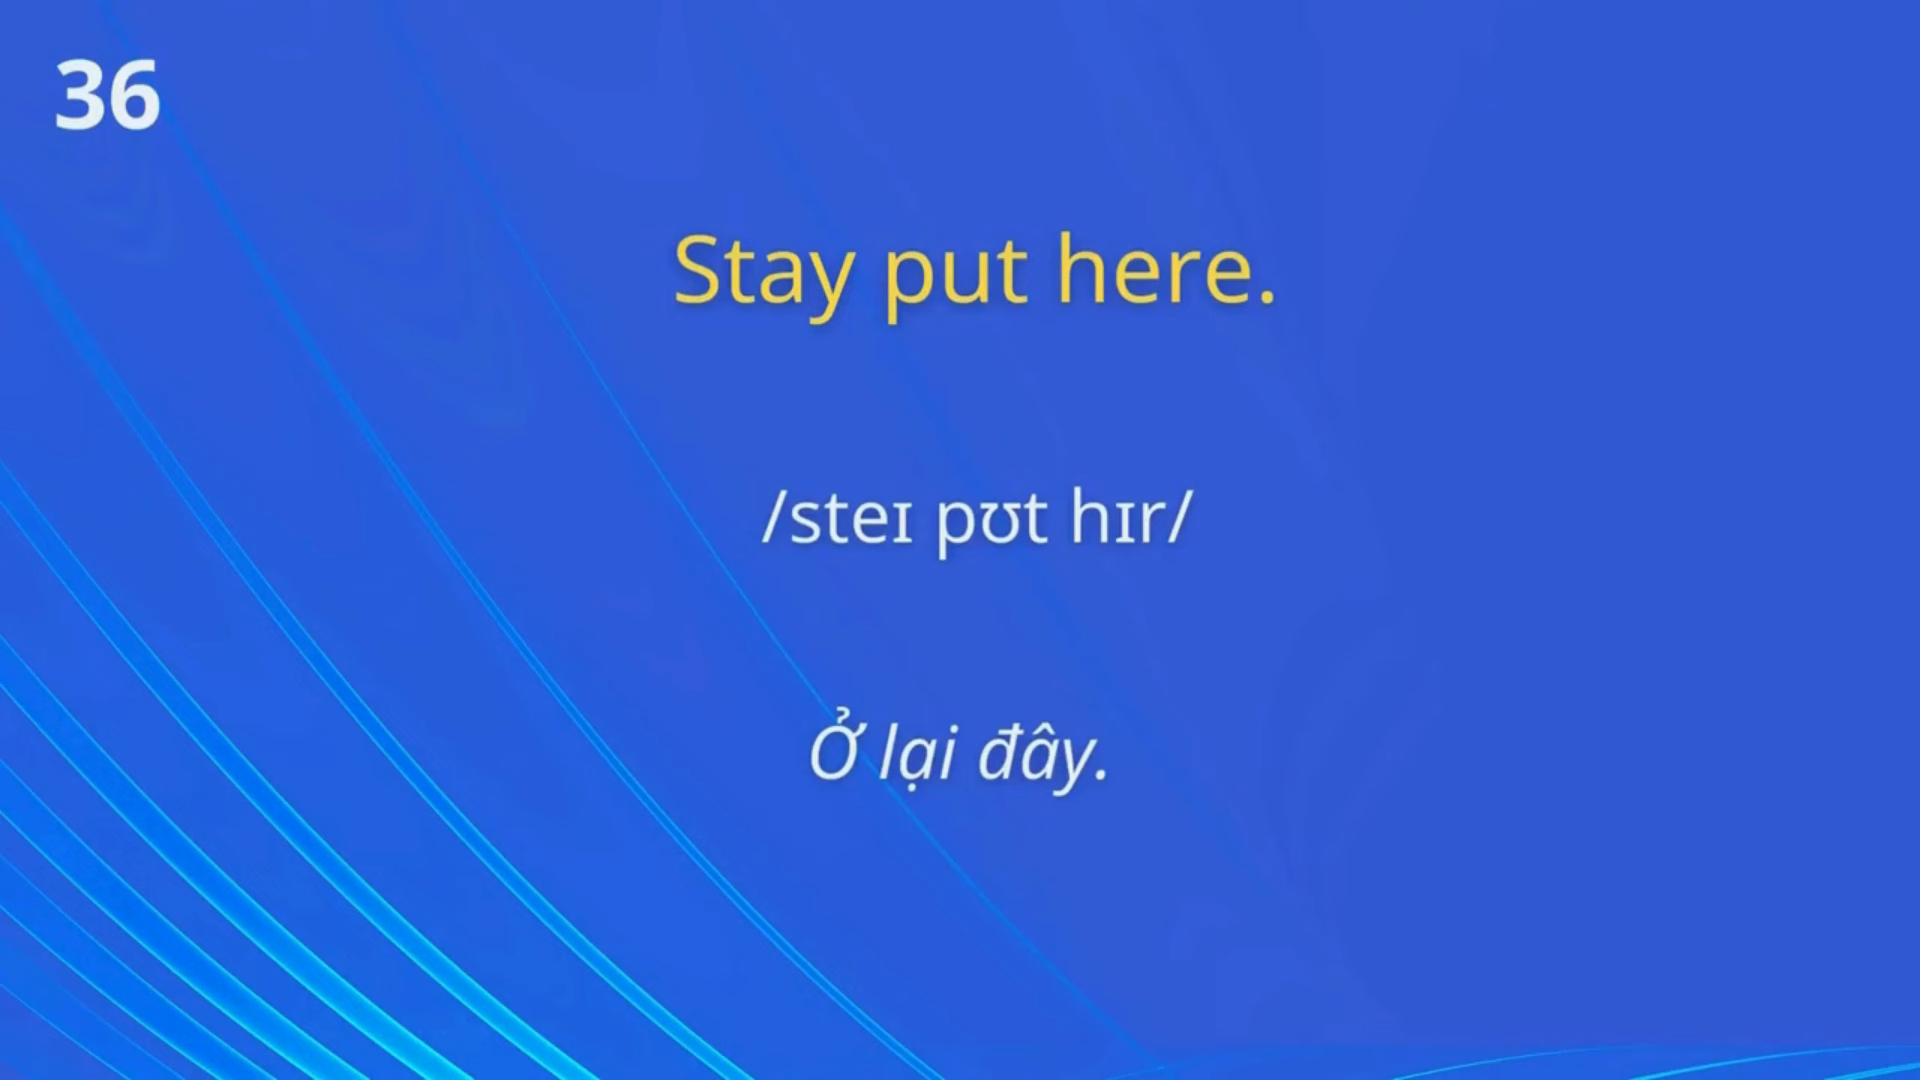 36
Stay put here.
/steɪ pʊt hɪr/
Ở lại đây.